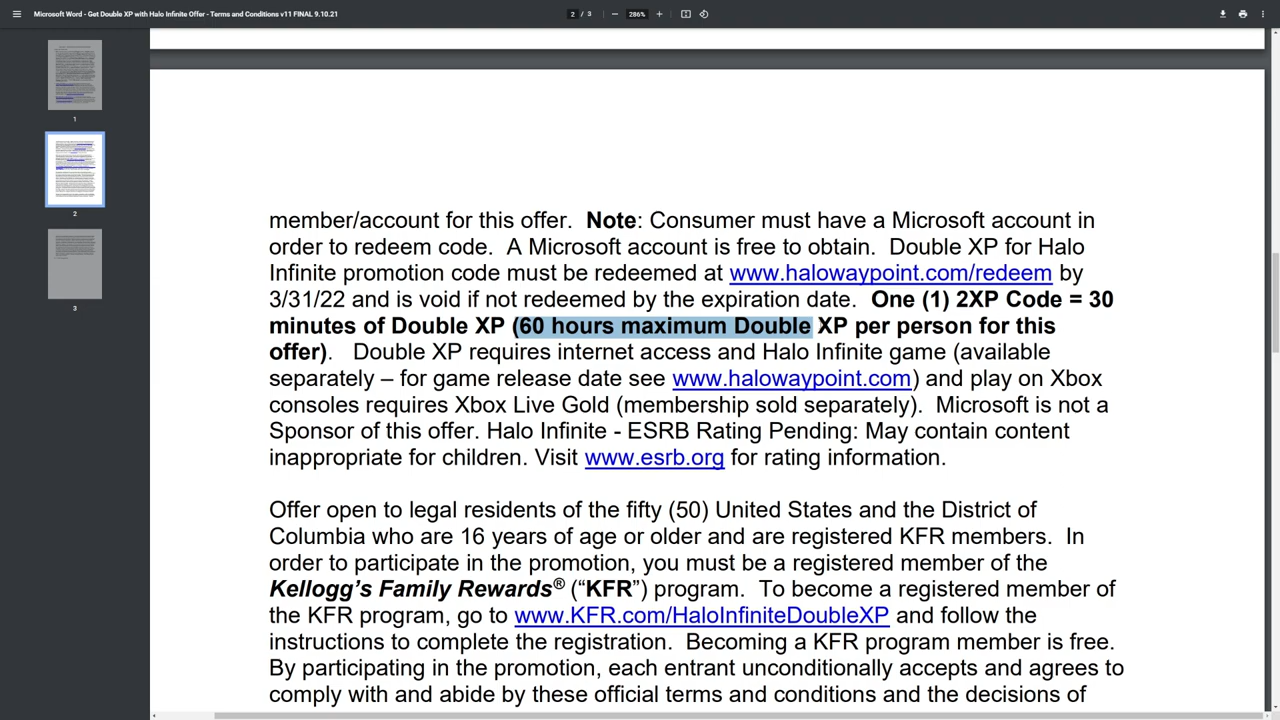 Microsoft Word - Get Double XP with Halo Infinite Offer - Terms and Conditions v11 FINAL 9.10.21
2 / 3
286%
1
2
3
member/account for this offer. Note: Consumer must have a Microsoft account in
order to redeem code. A Microsoft account is free to obtain. Double XP for Halo
Infinite promotion code must be redeemed at www.halowaypoint.com/redeem by
3/31/22 and is void if not redeemed by the expiration date. One (1) 2XP Code = 30
minutes of Double XP (60 hours maximum Double XP per person for this
offer). Double XP requires internet access and Halo Infinite game (available
separately – for game release date see www.halowaypoint.com) and play on Xbox
consoles requires Xbox Live Gold (membership sold separately). Microsoft is not a
Sponsor of this offer. Halo Infinite - ESRB Rating Pending: May contain content
inappropriate for children. Visit www.esrb.org for rating information.
Offer open to legal residents of the fifty (50) United States and the District of
Columbia who are 16 years of age or older and are registered KFR members. In
order to participate in the promotion, you must be a registered member of the
Kellogg's Family Rewards® (“KFR”) program. To become a registered member of
the KFR program, go to www.KFR.com/HaloInfiniteDoubleXP and follow the
instructions to complete the registration. Becoming a KFR program member is free.
By participating in the promotion, each entrant unconditionally accepts and agrees to
comply with and abide by these official terms and conditions and the decisions of